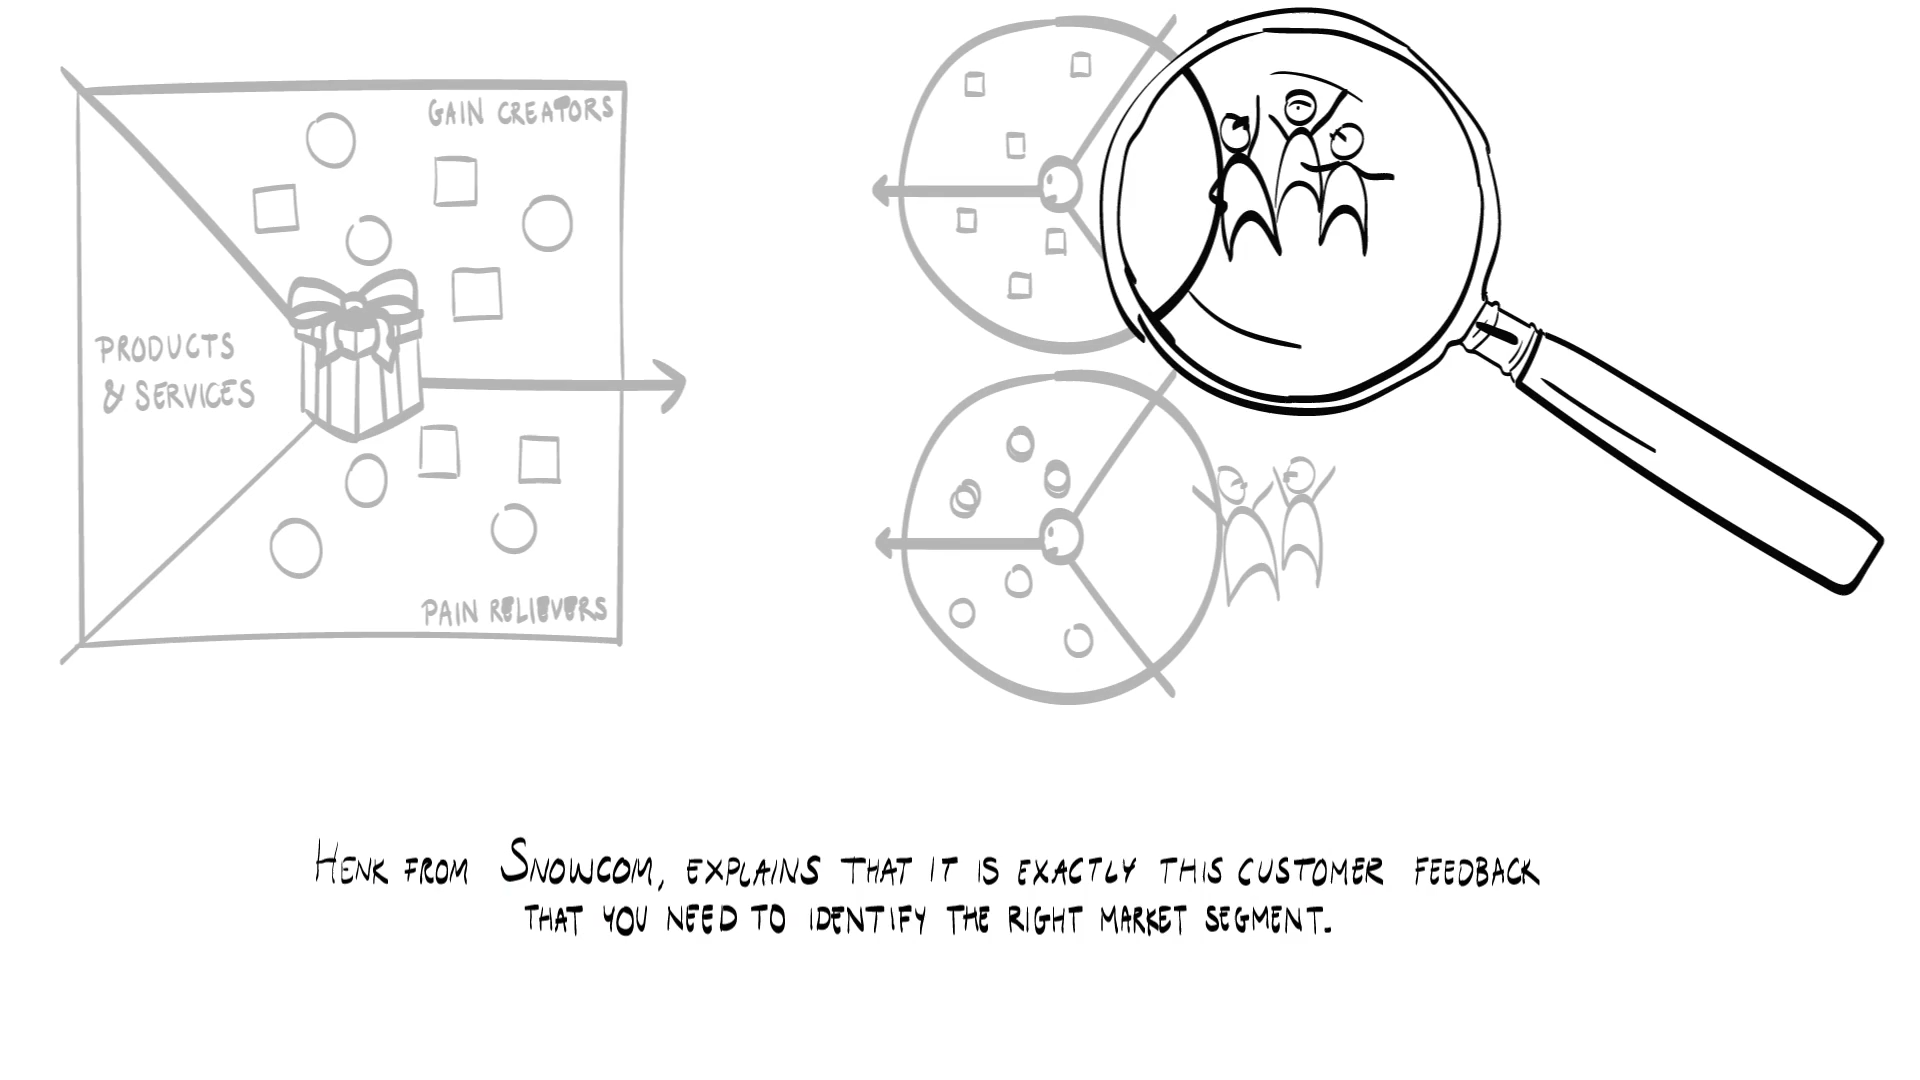 GAIN CREATORS
PRODUCTS
& SERVICES
PAIN RELIEVERS
HENK FROM SNOWCOM, EXPLAINS THAT IT IS EXACTLY THIS CUSTOMER FEEDBACK
THAT YOU NEED TO IDENTIFY THE RIGHT MARKET SEGMENT.